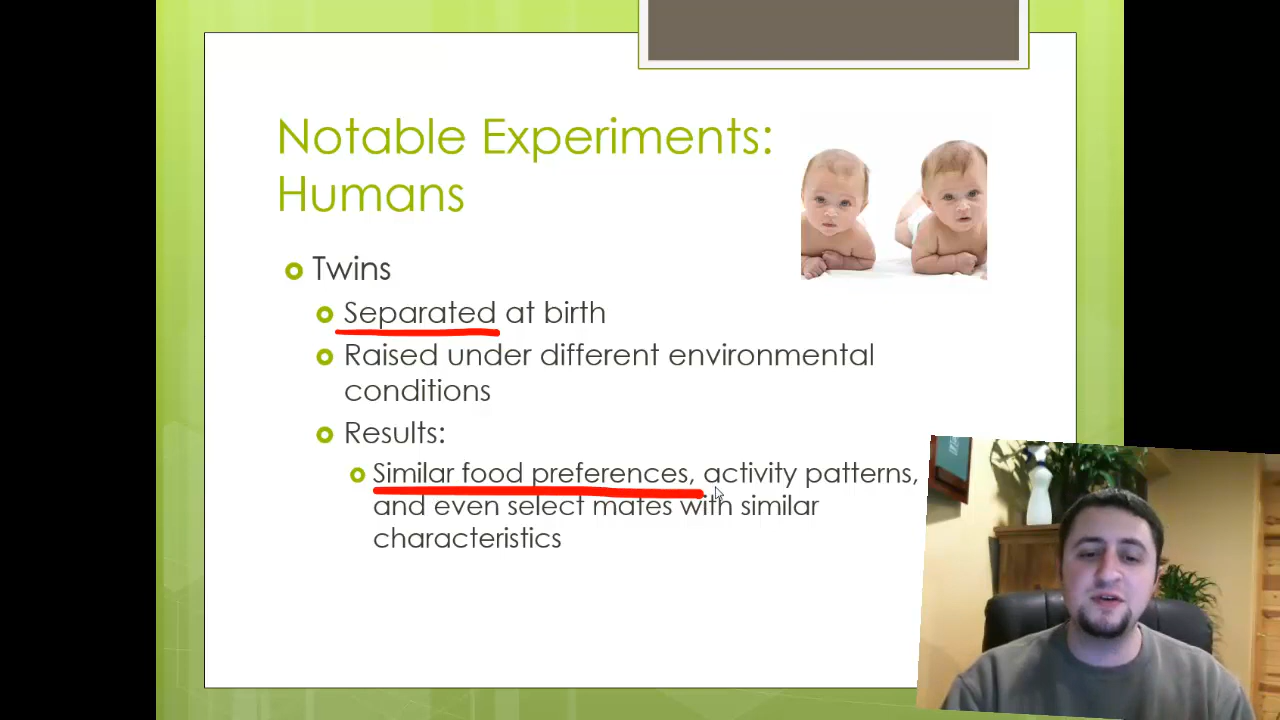 Notable Experiments:
Humans
Twins
Separated at birth
Raised under different environmental
conditions
Results:
Similar food preferences, activity patterns,
and even select mates with similar
characteristics